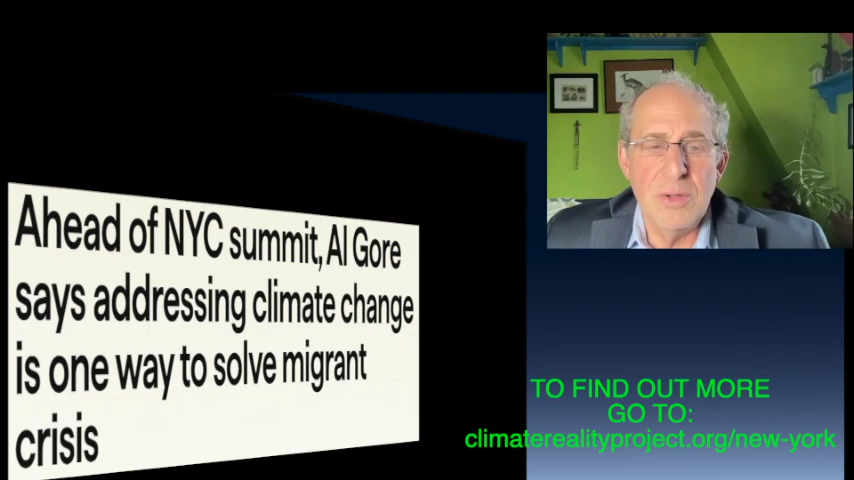 Ahead of NYC summit, Al Gore
says addressing climate change
is one way to solve migrant
crisis
TO FIND OUT MORE
GO TO:
climaterealityproject.org/new-york